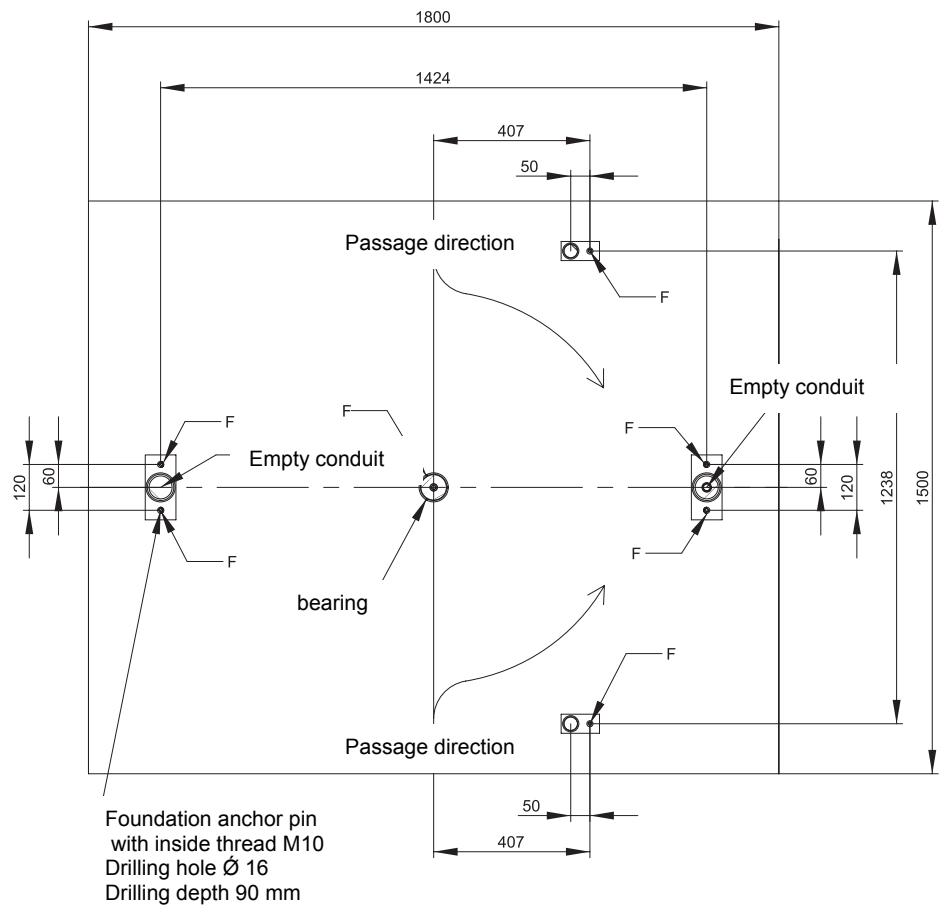 1800
1424
407
50
Passage direction
F
Empty conduit
F
F
F
Empty conduit
120
60
60
120
1238
1500
F
F
bearing
F
Passage direction
50
407
Foundation anchor pin
with inside thread M10
Drilling hole Ø 16
Drilling depth 90 mm